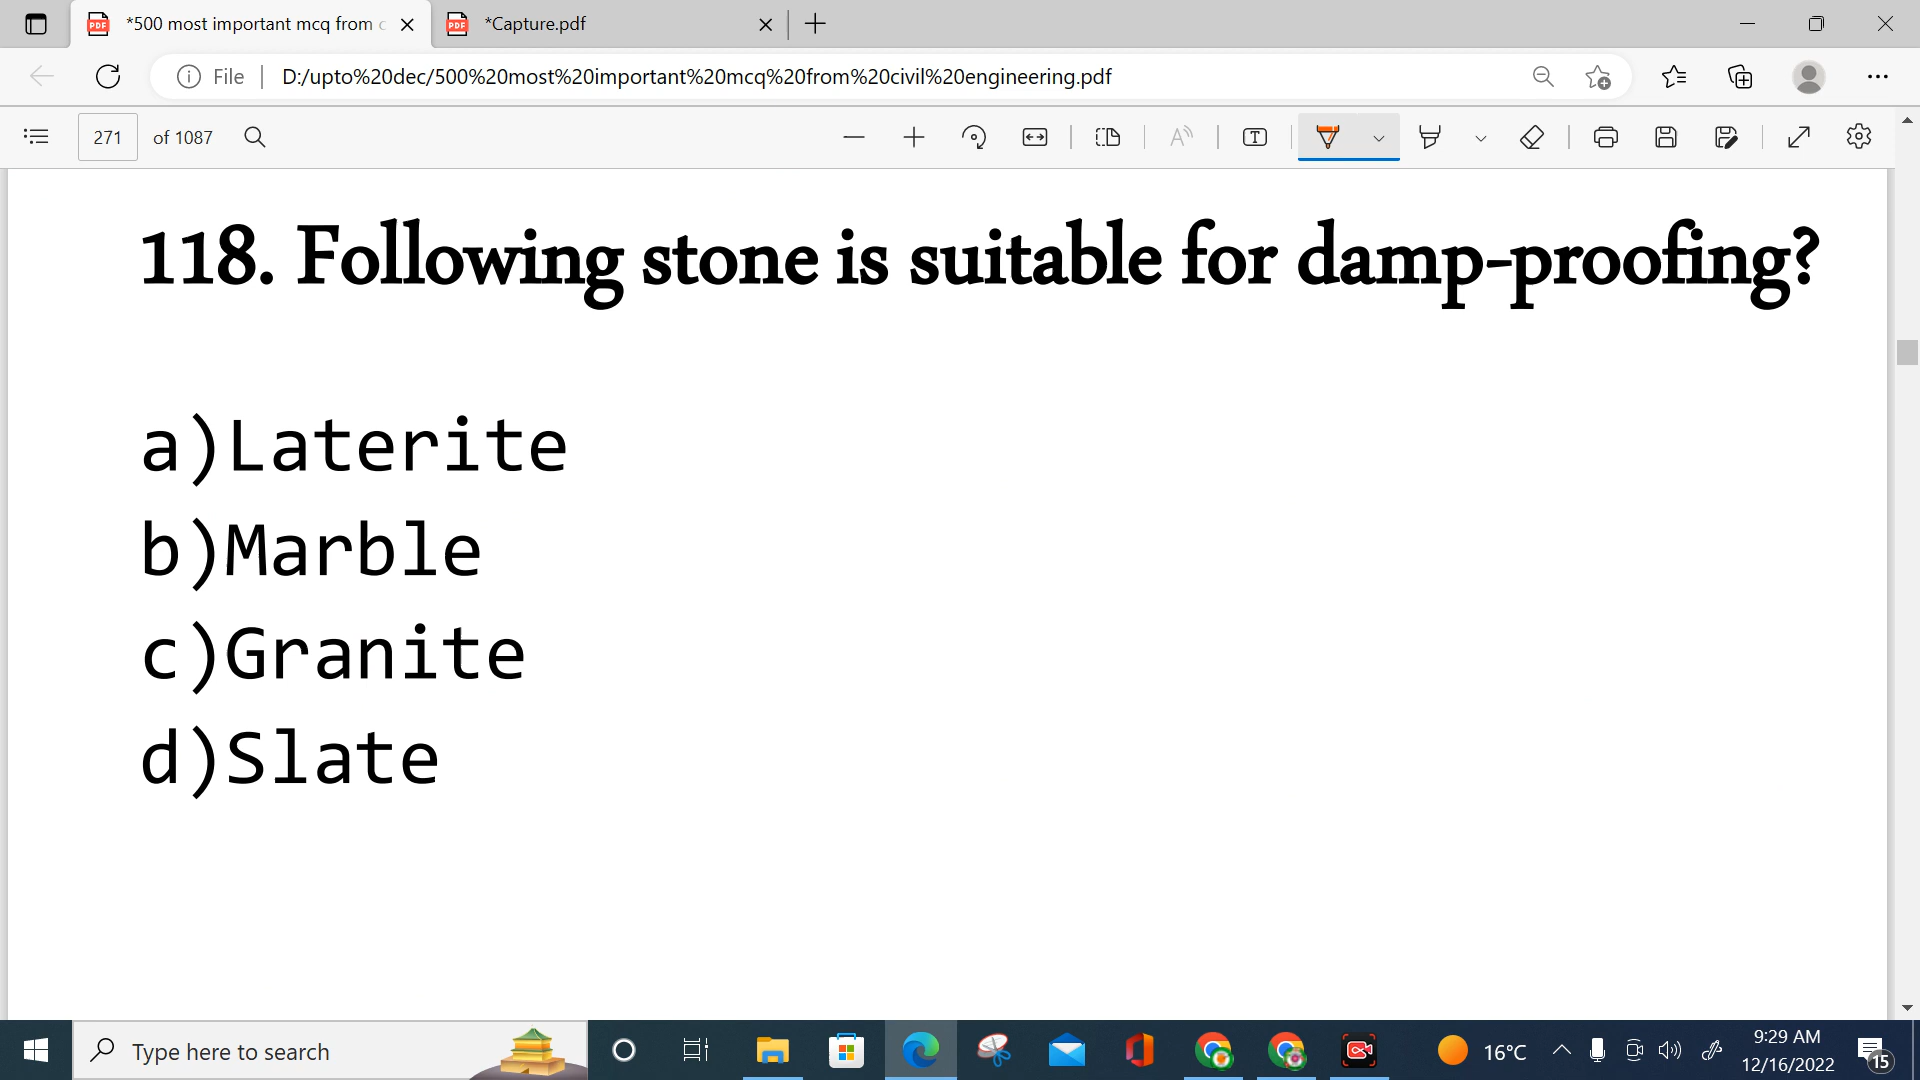 *500 most important mcq from c
*Capture.pdf
File
D:/upto%20dec/500%20most%20important%20mcq%20from%20civil%20engineering.pdf
271 of 1087
118. Following stone is suitable for damp-proofing?
a)Laterite
b)Marble
c)Granite
d)Slate
Type here to search
16°C
9:29 AM
12/16/2022
15